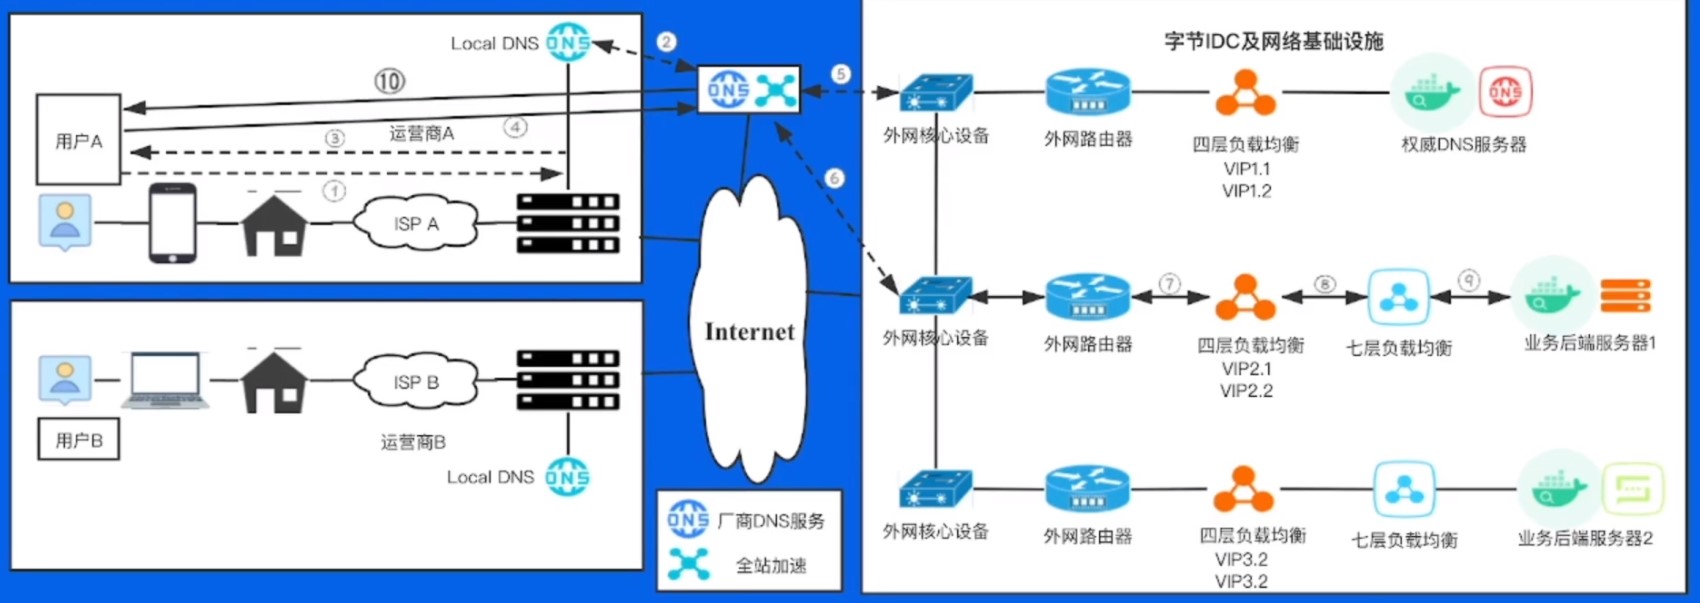 Local DNS
DNS
②
⑩
用户A
运营商A
④
③
①
ISP A
DNS
⑤
⑥
Internet
用户B
ISP B
运营商B
Local DNS
DNS
DNS
厂商DNS服务
全站加速
字节IDC及网络基础设施
外网核心设备
外网路由器
四层负载均衡
VIP1.1
VIP1.2
DNS
权威DNS服务器
⑦
⑧
⑨
外网核心设备
外网路由器
四层负载均衡
VIP2.1
VIP2.2
七层负载均衡
业务后端服务器1
外网核心设备
外网路由器
四层负载均衡
VIP3.2
VIP3.2
七层负载均衡
业务后端服务器2